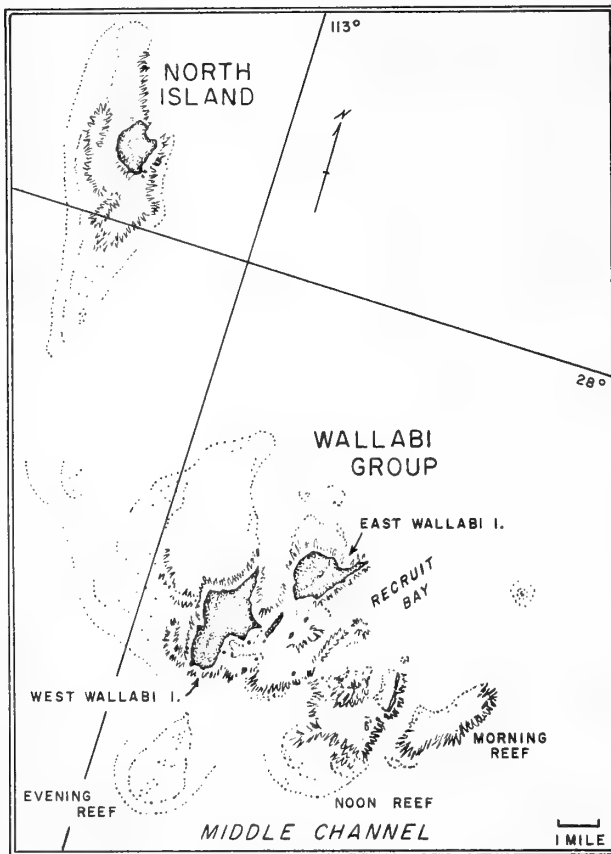 113°
NORTH
ISLAND
N
28°
WALLABI
GROUP
EAST WALLABI I.
RECRUIT
BAY
WEST WALLABI I.
MORNING
REEF
EVENING
REEF
NOON REEF
MIDDLE CHANNEL
1 MILE